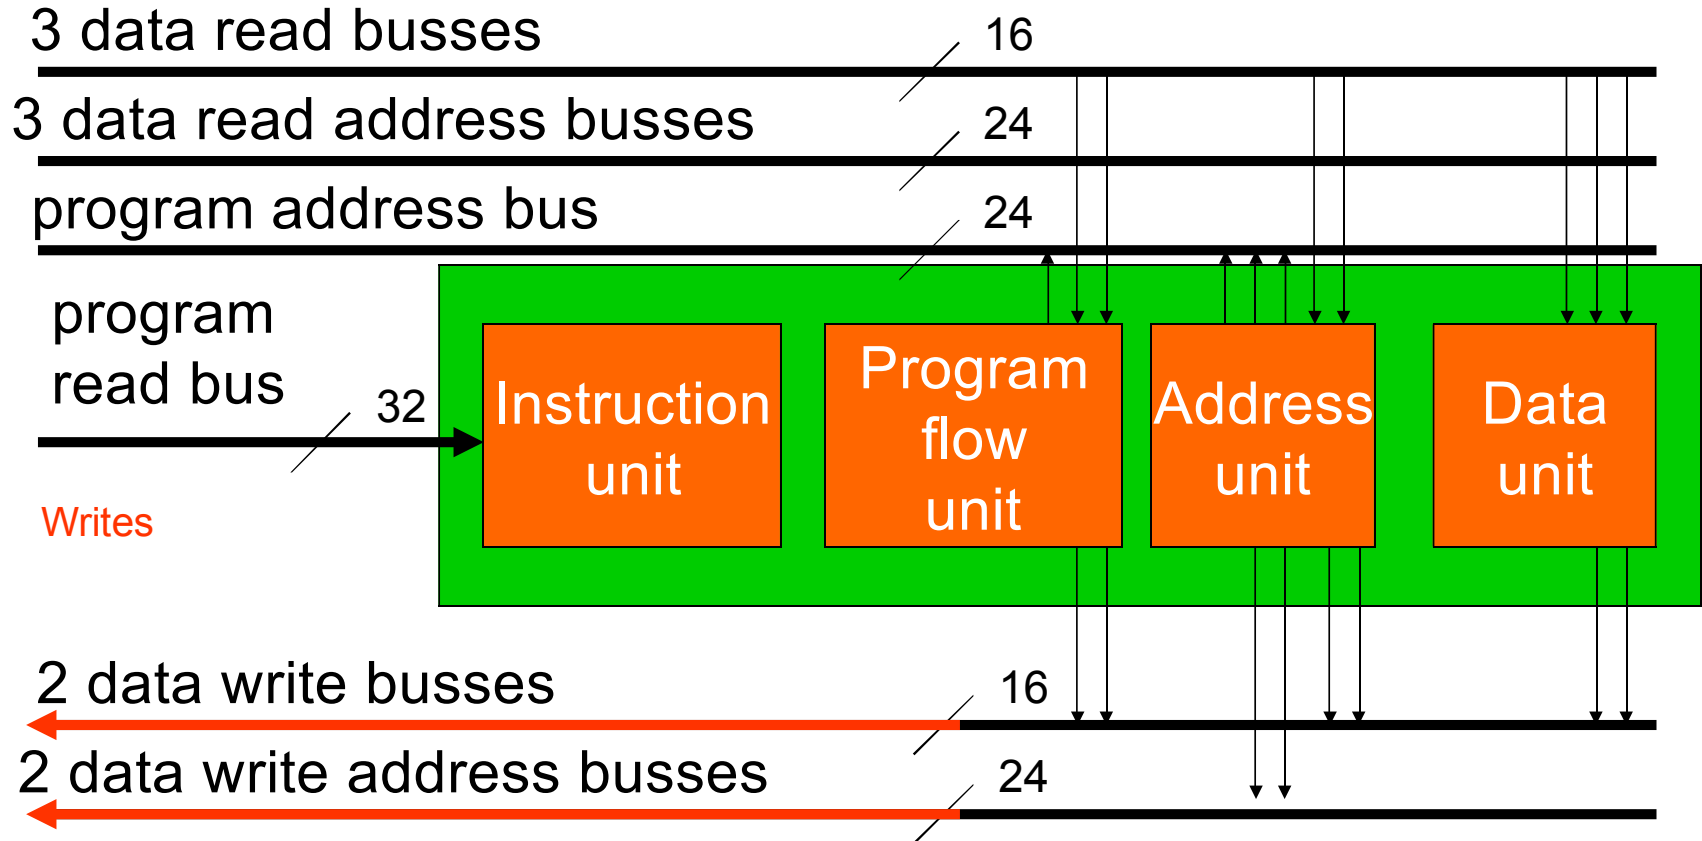 3 data read busses
16
3 data read address busses
24
program address bus
24
program
read bus
32
Instruction
unit
Program
flow
unit
Address
unit
Data
unit
Writes
2 data write busses
16
2 data write address busses
24